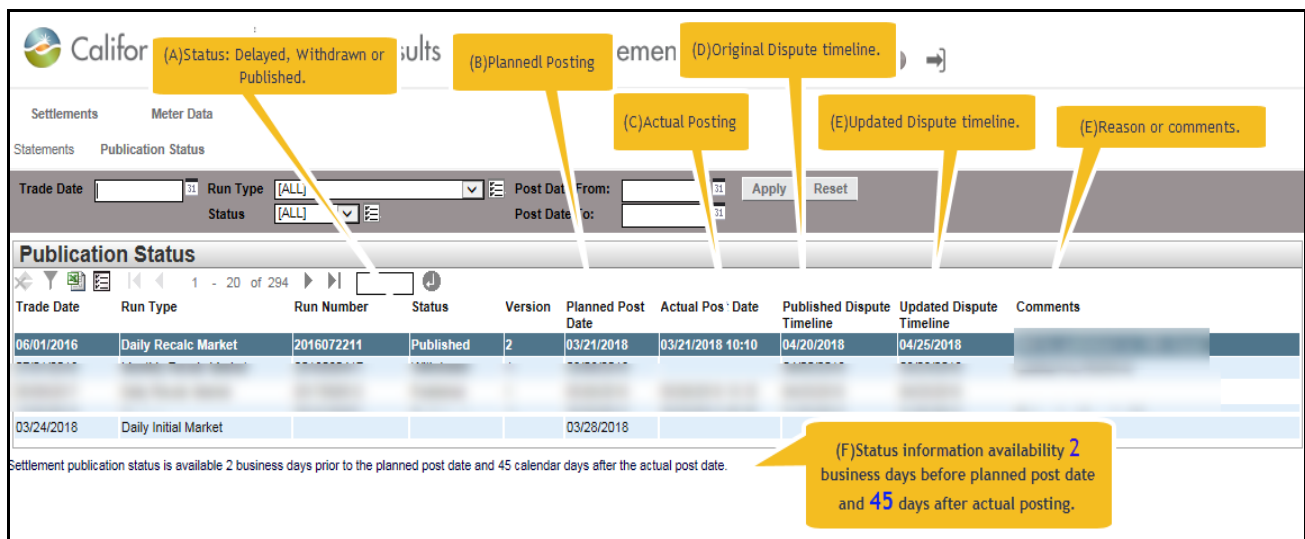 Califor
(A)Status: Delayed, Withdrawn or
Published.
sults
(B)Plannedl Posting
emen
(D)Original Dispute timeline.
(C)Actual Posting
(E)Updated Dispute timeline.
(E)Reason or comments.
Settlements Meter Data
Statements Publication Status
Trade Date 31 Run Type [ALL] Post Date From: 31 Apply Reset
Status [ALL] Post Date To: 31
Publication Status
1 - 20 of 294
Trade Date Run Type Run Number Status Version Planned Post Date Actual Pos Date Published Dispute Timeline Updated Dispute Timeline Comments
06/01/2016 Daily Recalc Market 2016072211 Published 2 03/21/2018 03/21/2018 10:10 04/20/2018 04/25/2018
03/24/2018 Daily Initial Market 03/28/2018
Settlement publication status is available 2 business days prior to the planned post date and 45 calendar days after the actual post date.
(F)Status information availability 2
business days before planned post date
and 45 days after actual posting.